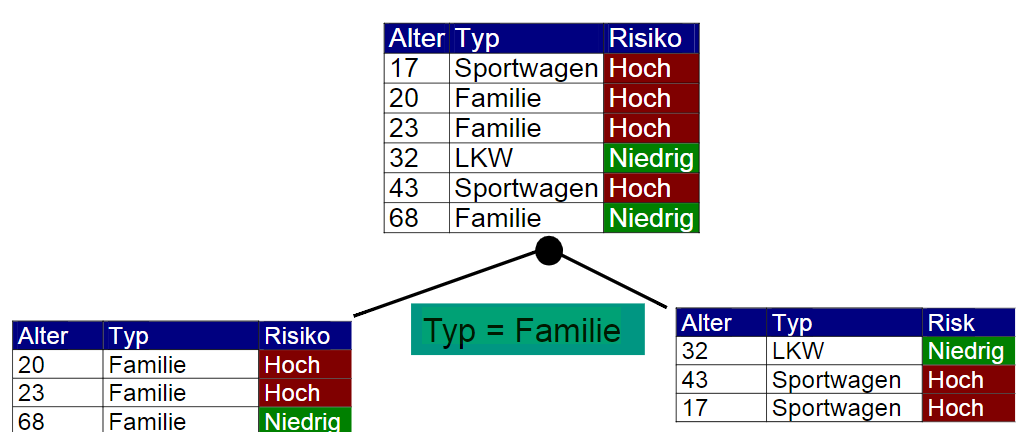 Alter Typ Risiko
17 Sportwagen Hoch
20 Familie Hoch
23 Familie Hoch
32 LKW Niedrig
43 Sportwagen Hoch
68 Familie Niedrig
Typ = Familie
Alter Typ Risiko
20 Familie Hoch
23 Familie Hoch
68 Familie Niedrig
Alter Typ Risk
32 LKW Niedrig
43 Sportwagen Hoch
17 Sportwagen Hoch